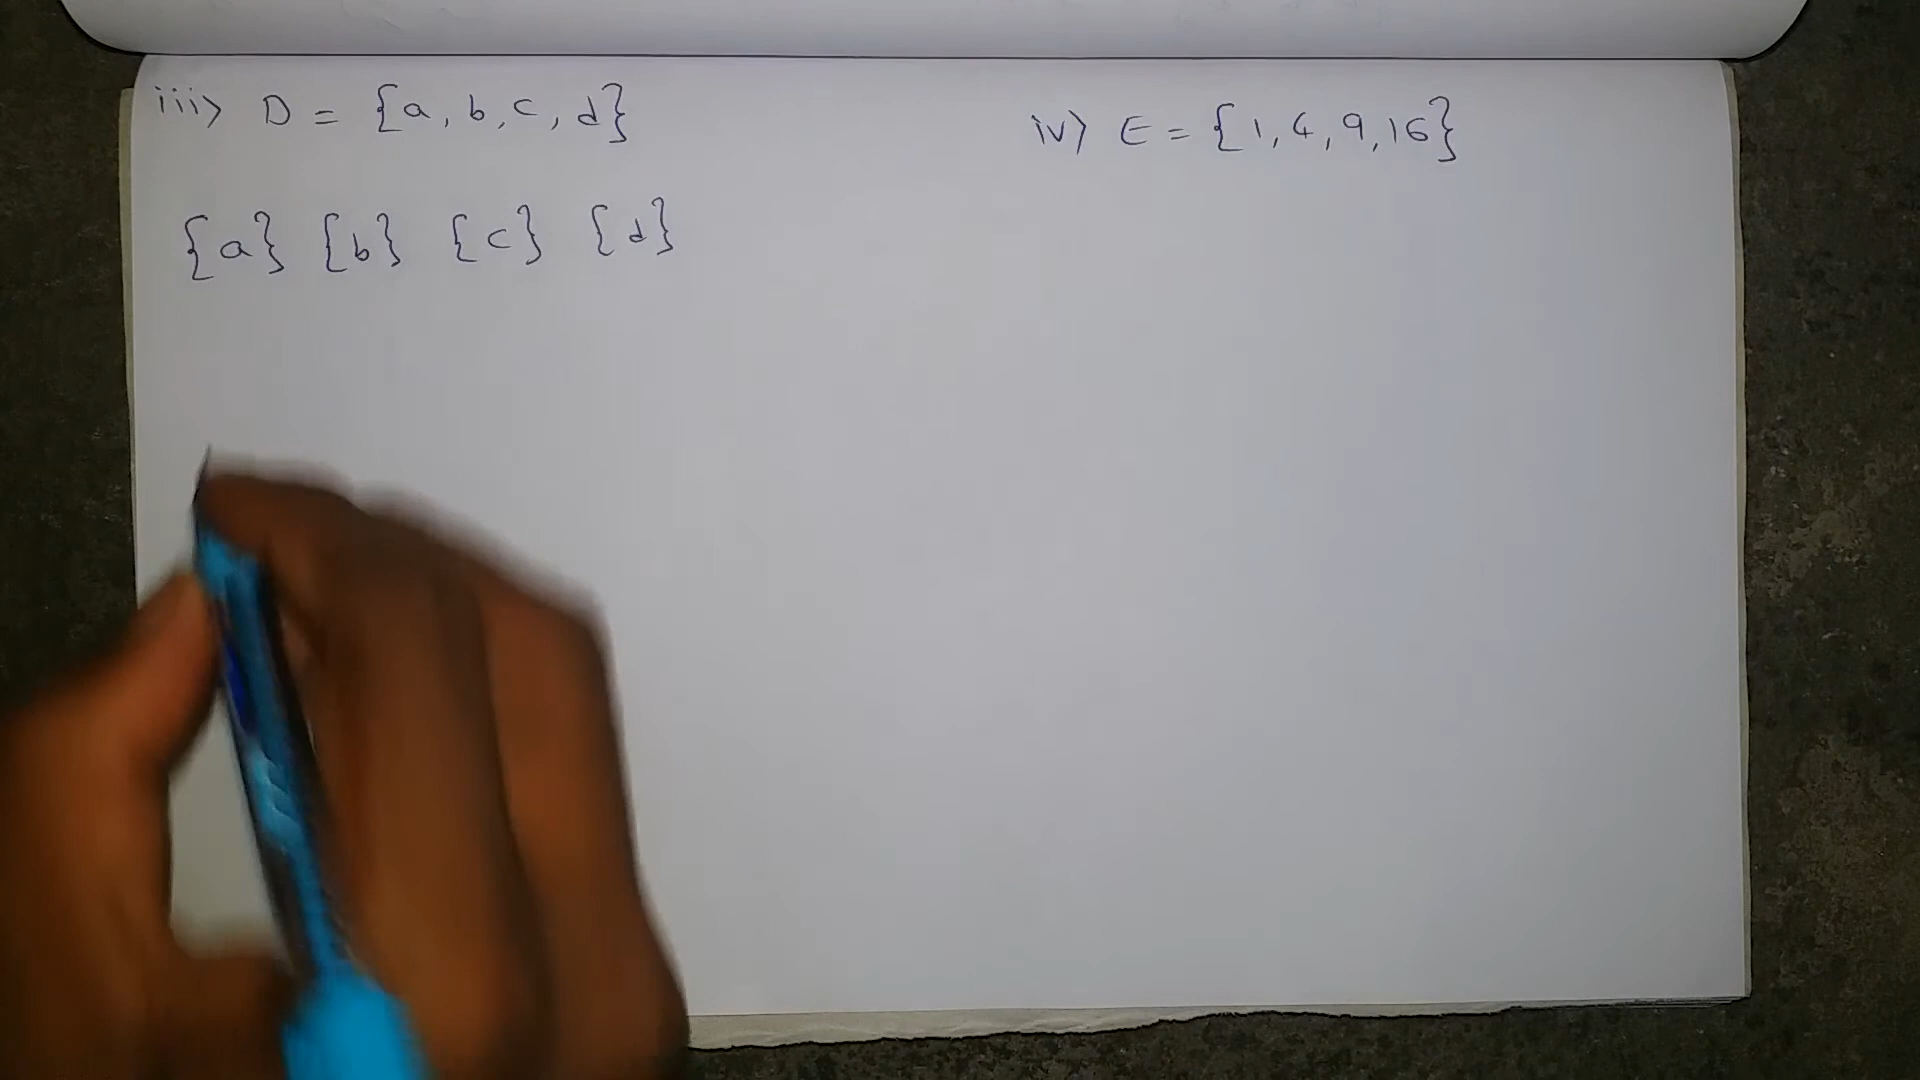 iii) D = {a, b, c, d}
{a} {b} {c} {d}
iv) E = {1, 4, 9, 16}